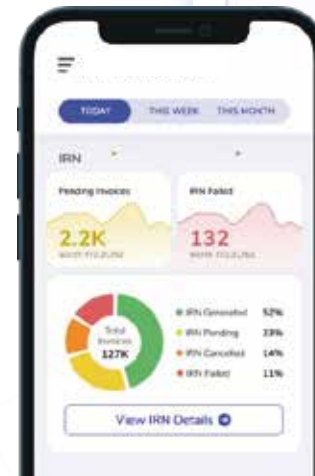 TODAY THIS WEEK THIS MONTH
IRN
Pending Invoices IRN Failed
2.2K 132
Total
Invoices
127K
IRN Generated 52%
IRN Pending 23%
IRN Cancelled 14%
IRN Failed 11%
View IRN Details